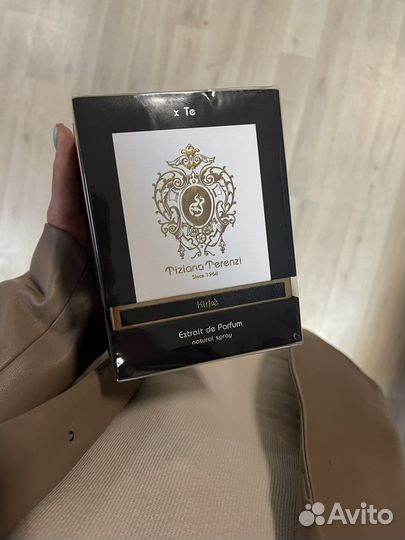 x Te
Tiziana Terenzi
Since 1968
Kirkè
Extrait de Parfum
natural spray
Avito